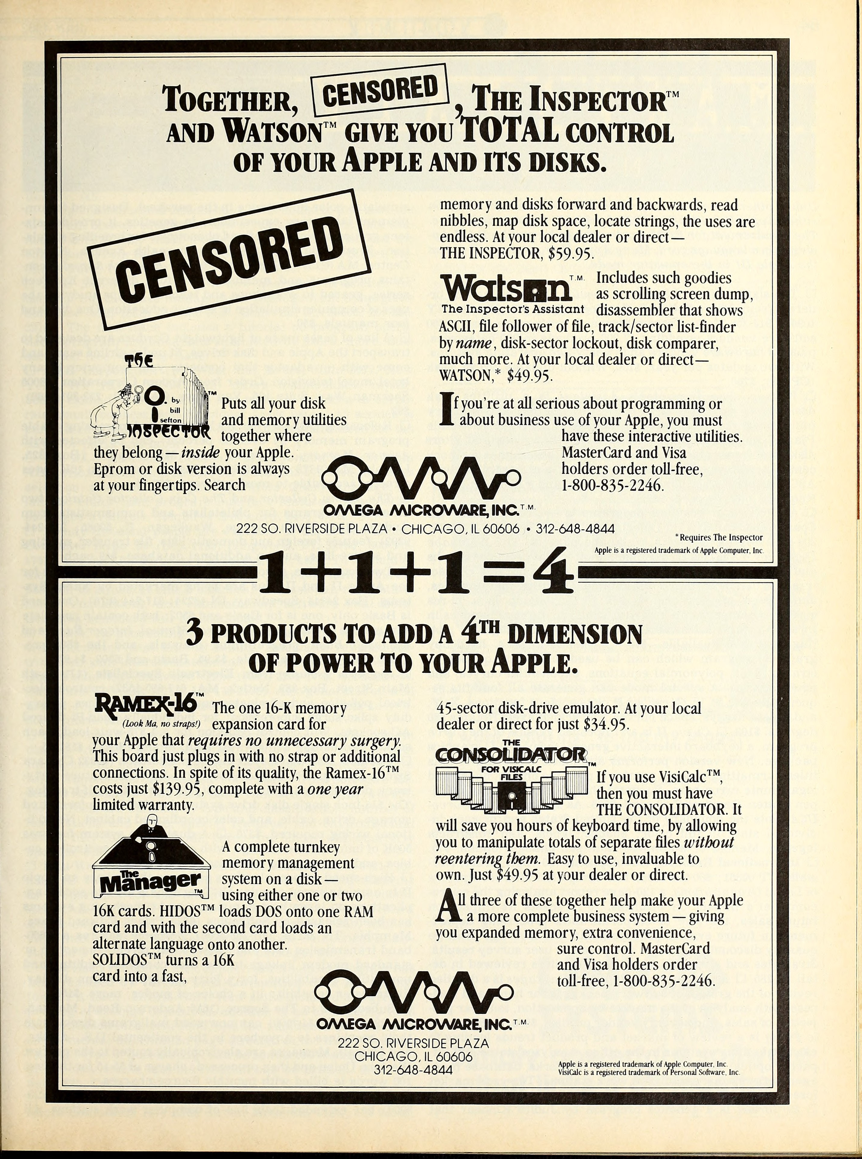 TOGETHER, CENSORED, THE INSPECTOR™
AND WATSON™ GIVE YOU TOTAL CONTROL
OF YOUR APPLE AND ITS DISKS.
CENSORED
THE
INSPECTOR™
by
bill
sefton
Puts all your disk
and memory utilities
together where
they belong — inside your Apple.
Eprom or disk version is always
at your fingertips. Search
memory and disks forward and backwards, read
nibbles, map disk space, locate strings, the uses are
endless. At your local dealer or direct—
THE INSPECTOR, $59.95.
Watson T.M.
The Inspector's Assistant
Includes such goodies
as scrolling screen dump,
disassembler that shows
ASCII, file follower of file, track/sector list-finder
by name, disk-sector lockout, disk comparer,
much more. At your local dealer or direct—
WATSON,* $49.95.
If you're at all serious about programming or
about business use of your Apple, you must
have these interactive utilities.
MasterCard and Visa
holders order toll-free,
1-800-835-2246.
OMEGA MICROWARE, INC. T.M.
222 SO. RIVERSIDE PLAZA • CHICAGO, IL 60606 • 312-648-4844
*Requires The Inspector
Apple is a registered trademark of Apple Computer, Inc.
1+1+1=4
3 PRODUCTS TO ADD A 4TH DIMENSION
OF POWER TO YOUR APPLE.
RAMEX-16™
(Look Ma, no straps!)
The one 16-K memory
expansion card for
your Apple that requires no unnecessary surgery.
This board just plugs in with no strap or additional
connections. In spite of its quality, the Ramex-16™
costs just $139.95, complete with a one year
limited warranty.
The
Manager™
A complete turnkey
memory management
system on a disk—
using either one or two
16K cards. HIDOS™ loads DOS onto one RAM
card and with the second card loads an
alternate language onto another.
SOLIDOS™ turns a 16K
card into a fast,
45-sector disk-drive emulator. At your local
dealer or direct for just $34.95.
THE
CONSOLIDATOR™
FOR VISICALC
FILES
If you use VisiCalc™,
then you must have
THE CONSOLIDATOR. It
will save you hours of keyboard time, by allowing
you to manipulate totals of separate files without
reentering them. Easy to use, invaluable to
own. Just $49.95 at your dealer or direct.
All three of these together help make your Apple
a more complete business system — giving
you expanded memory, extra convenience,
sure control. MasterCard
and Visa holders order
toll-free, 1-800-835-2246.
OMEGA MICROWARE, INC. T.M.
222 SO. RIVERSIDE PLAZA
CHICAGO, IL 60606
312-648-4844
Apple is a registered trademark of Apple Computer, Inc.
VisiCalc is a registered trademark of Personal Software, Inc.